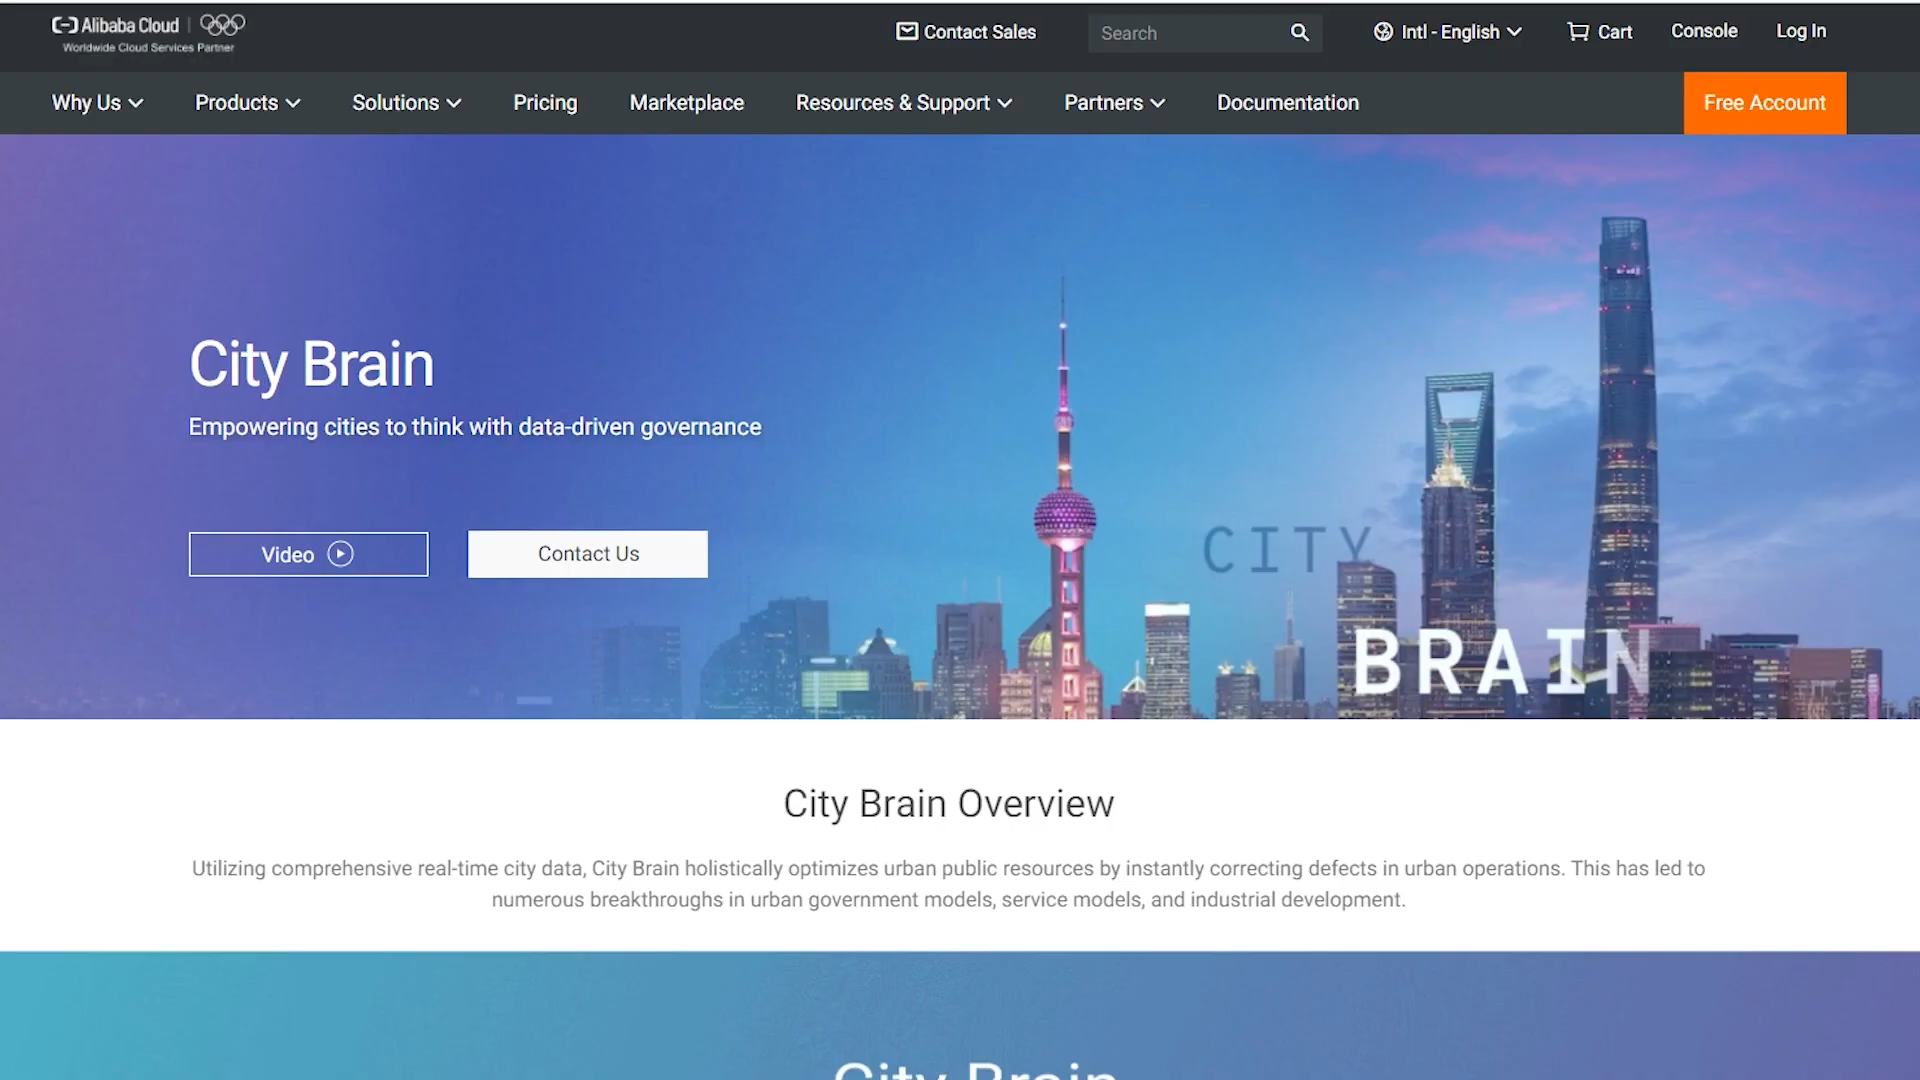 Alibaba Cloud
Worldwide Cloud Services Partner
Contact Sales
Search
Intl - English
Cart
Console
Log In
Why Us
Products
Solutions
Pricing
Marketplace
Resources & Support
Partners
Documentation
Free Account
City Brain
Empowering cities to think with data-driven governance
Video
Contact Us
CITY
BRAIN
City Brain Overview
Utilizing comprehensive real-time city data, City Brain holistically optimizes urban public resources by instantly correcting defects in urban operations. This has led to
numerous breakthroughs in urban government models, service models, and industrial development.
City Brain